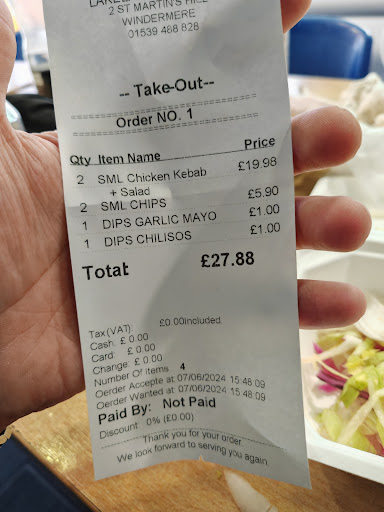 2 ST MARTIN'S HILL
WINDERMERE
01539 488 828
-- Take-Out--
Order NO. 1
Qty Item Name Price
2 SML Chicken Kebab £19.98
+ Salad
2 SML CHIPS £5.90
1 DIPS GARLIC MAYO £1.00
1 DIPS CHILISOS £1.00
Total: £27.88
Tax(VAT) £0.00included
Cash: £ 0.00
Card: £ 0.00
Change: £ 0.00
Number Of items 4
Oerder Accepte at 07/06/2024 15:48:09
Oerder Wanted at 07/06/2024 15:48:09
Paid By: Not Paid
Discount 0% (£0.00)
Thank you for your order
We look forward to serving you again.